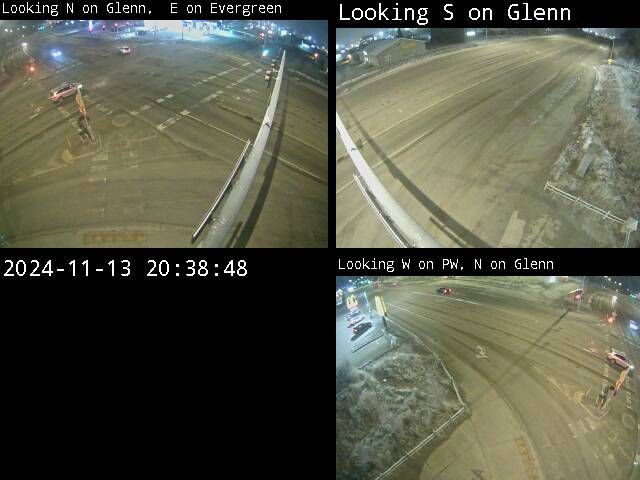 Looking N on Glenn,  E on Evergreen
Looking S on Glenn
2024-11-13 20:38:48
Looking W on PW, N on Glenn